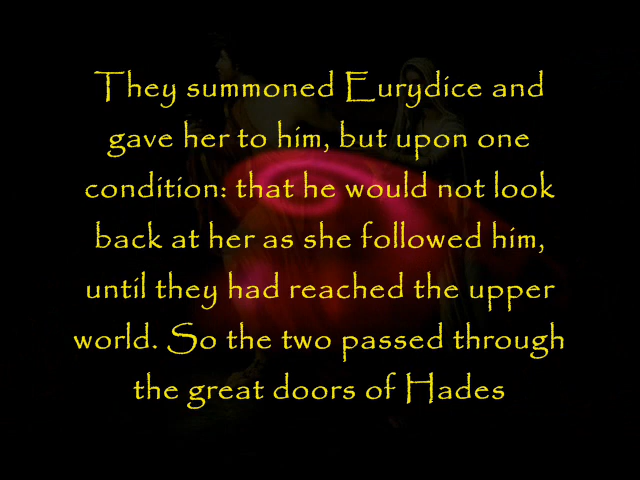 They summoned Eurydice and
gave her to him, but upon one
condition: that he would not look
back at her as she followed him,
until they had reached the upper
world. So the two passed through
the great doors of Hades